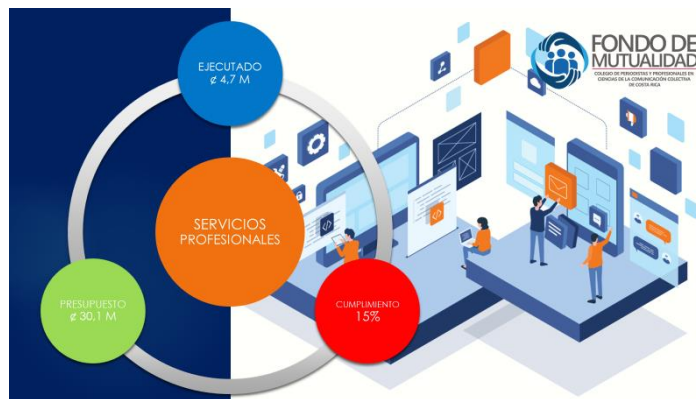 EJECUTADO
₡ 4,7 M
FONDO DE
MUTUALIDAD
COLEGIO DE PERIODISTAS Y PROFESIONALES EN
CIENCIAS DE LA COMUNICACIÓN COLECTIVA
DE COSTA RICA
SERVICIOS
PROFESIONALES
PRESUPUESTO
₡ 30,1 M
CUMPLIMIENTO
15%